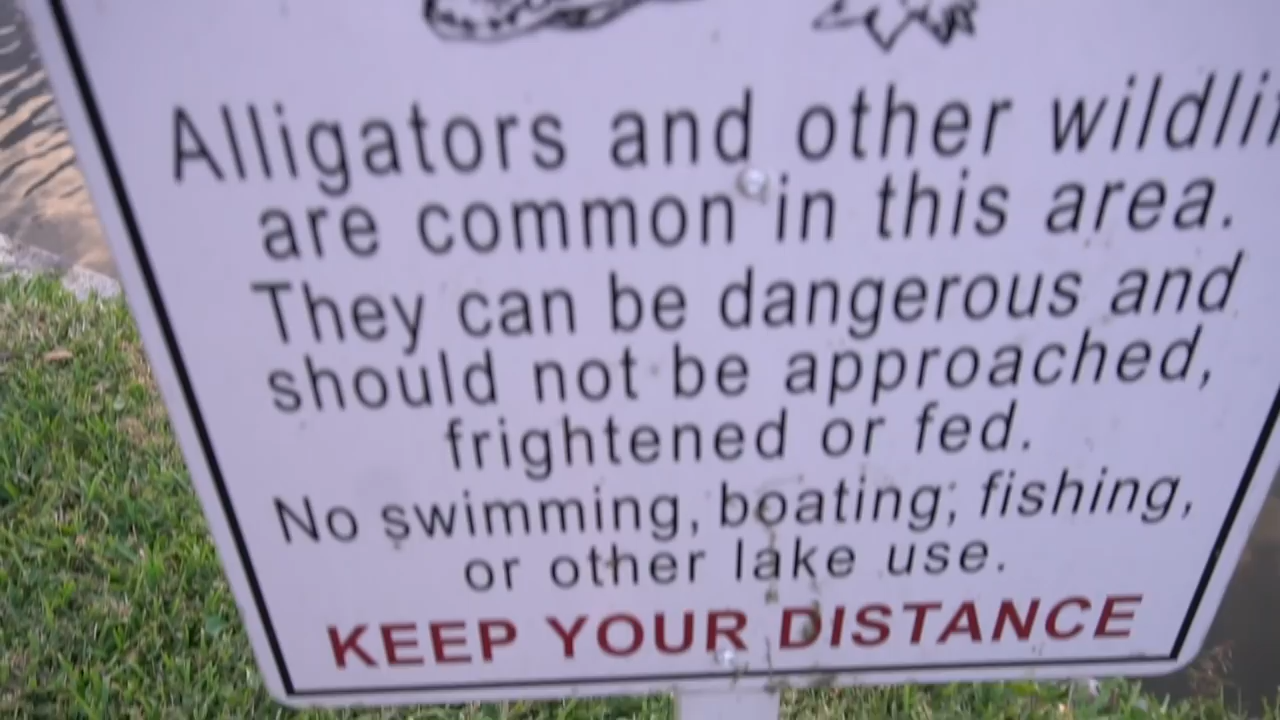 Alligators and other wildli
are common in this area.
They can be dangerous and
should not be approached,
frightened or fed.
No swimming, boating, fishing,
or other lake use.
KEEP YOUR DISTANCE